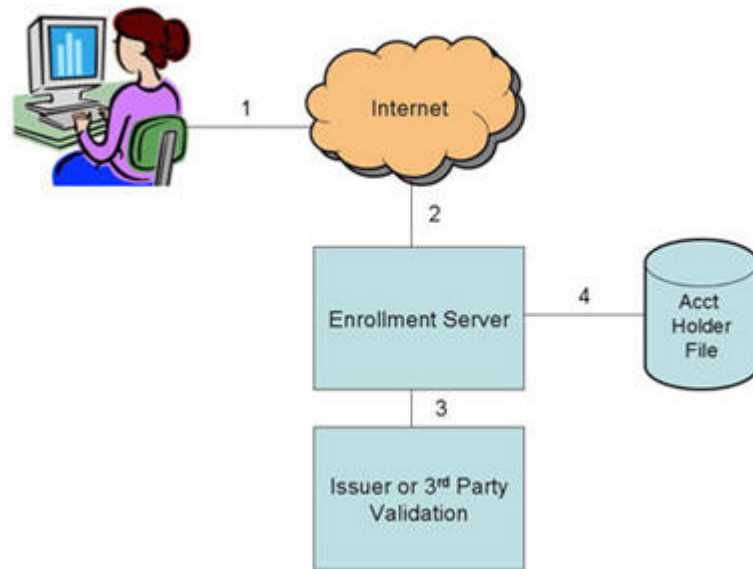 1
Internet
2
Enrollment Server
4
Acct
Holder
File
3
Issuer or 3rd Party
Validation